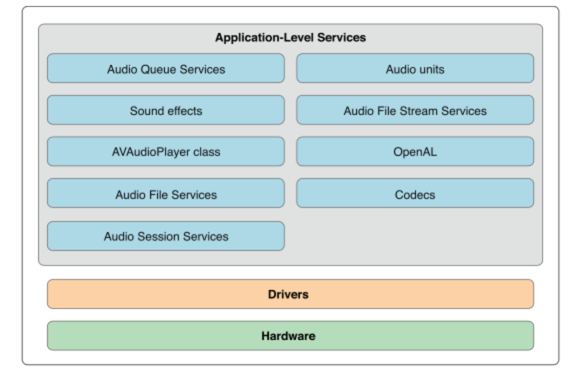 Application-Level Services
Audio Queue Services
Audio units
Sound effects
Audio File Stream Services
AVAudioPlayer class
OpenAL
Audio File Services
Codecs
Audio Session Services
Drivers
Hardware